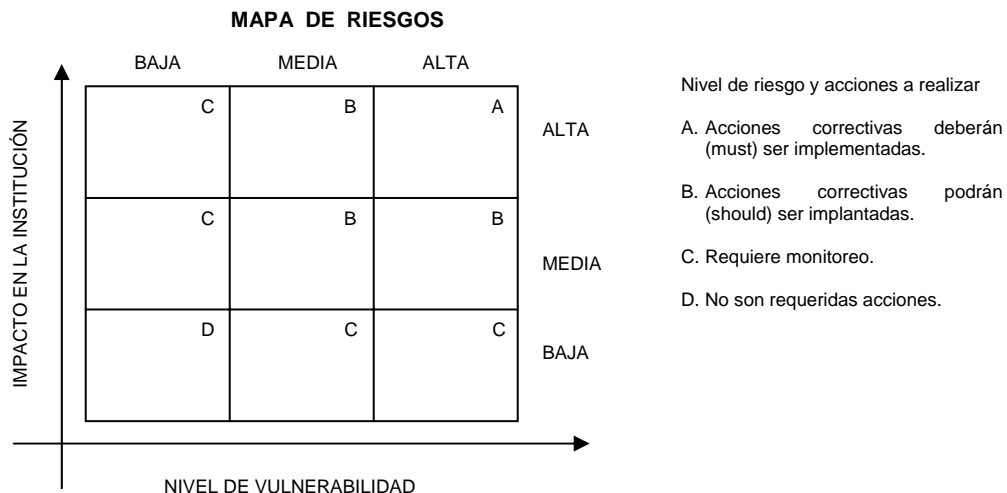 MAPA DE RIESGOS
BAJA MEDIA ALTA
C B A ALTA
C B B MEDIA
D C C BAJA
IMPACTO EN LA INSTITUCIÓN
NIVEL DE VULNERABILIDAD
Nivel de riesgo y acciones a realizar
A. Acciones correctivas deberán
(must) ser implementadas.
B. Acciones correctivas podrán
(should) ser implantadas.
C. Requiere monitoreo.
D. No son requeridas acciones.